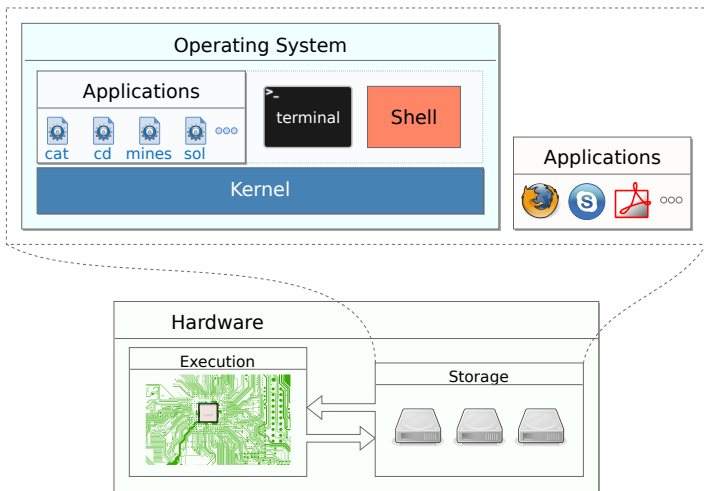 Operating System
Applications
cat cd mines sol
>_
terminal
Shell
Kernel
Applications
Hardware
Execution
Storage